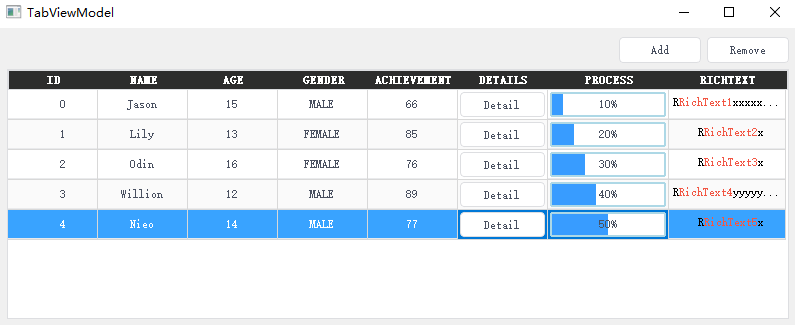 TabViewModel
Add Remove
ID NAME AGE GENDER ACHIEVEMENT DETAILS PROCESS RICHTEXT
0 Jason 15 MALE 66 Detail 10% RRichText1xxxxx...
1 Lily 13 FEMALE 85 Detail 20% RRichText2x
2 Odin 16 FEMALE 76 Detail 30% RRichText3x
3 Willion 12 MALE 89 Detail 40% RRichText4yyyyy...
4 Nieo 14 MALE 77 Detail 50% RRichText5x